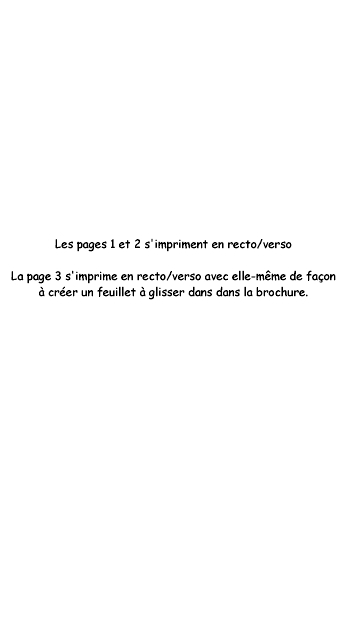 Les pages 1 et 2 s'impriment en recto/verso
La page 3 s'imprime en recto/verso avec elle-même de façon
à créer un feuillet à glisser dans dans la brochure.